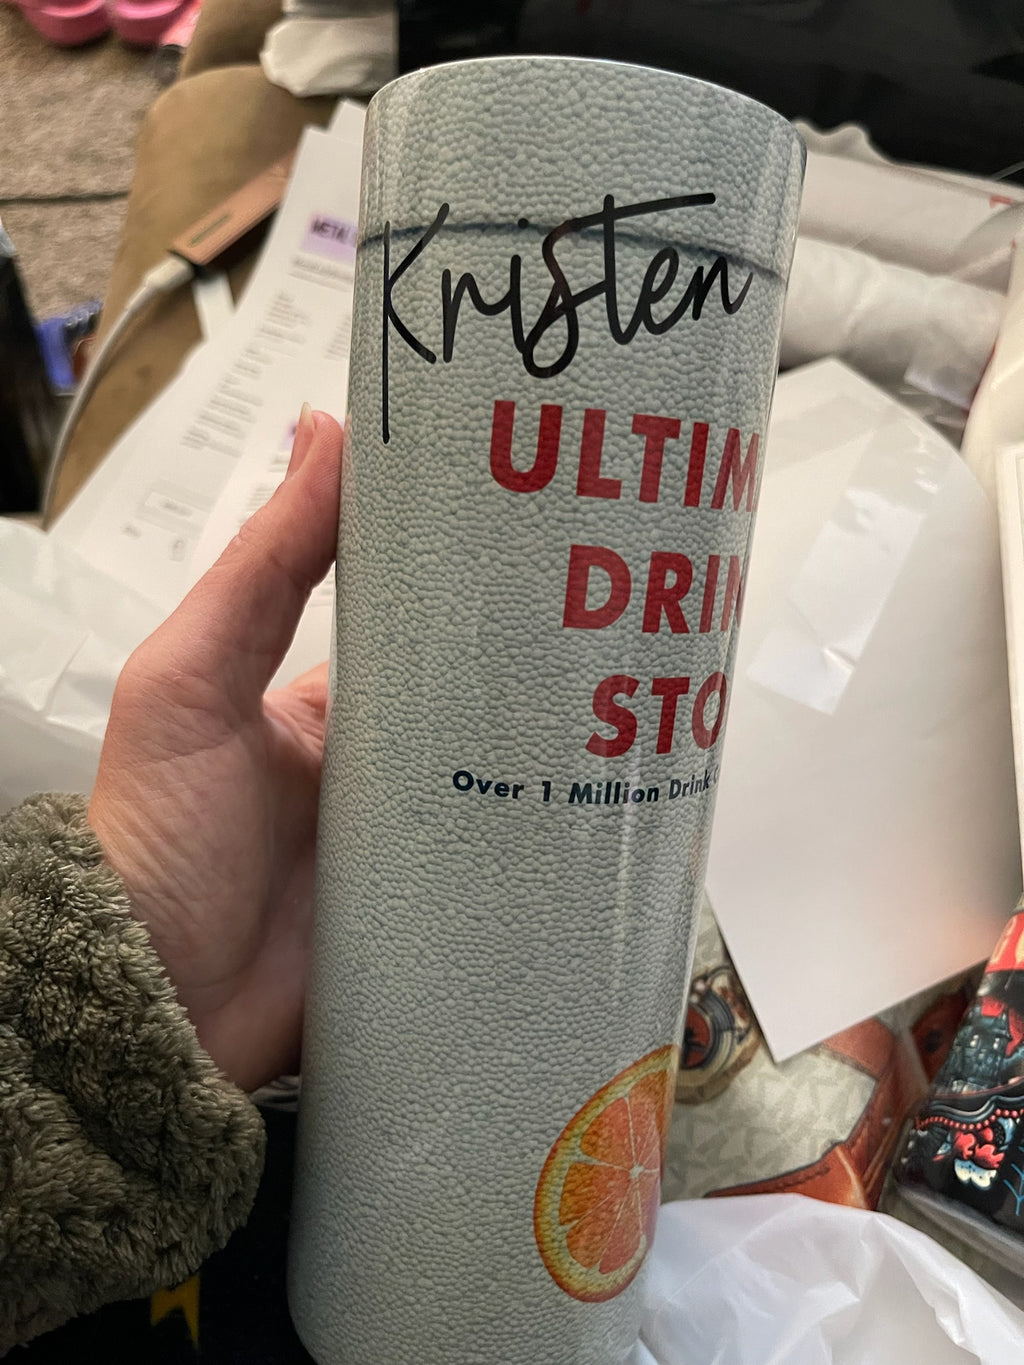 Kristen
ULTIM
DRIN
STO
Over 1 Million Drink